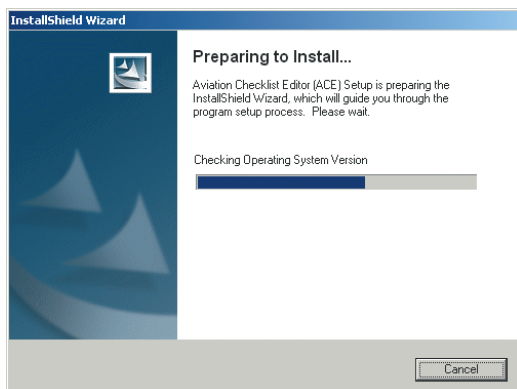 InstallShield Wizard
Preparing to Install...
Aviation Checklist Editor (ACE) Setup is preparing the
InstallShield Wizard, which will guide you through the
program setup process. Please wait.
Checking Operating System Version
Cancel